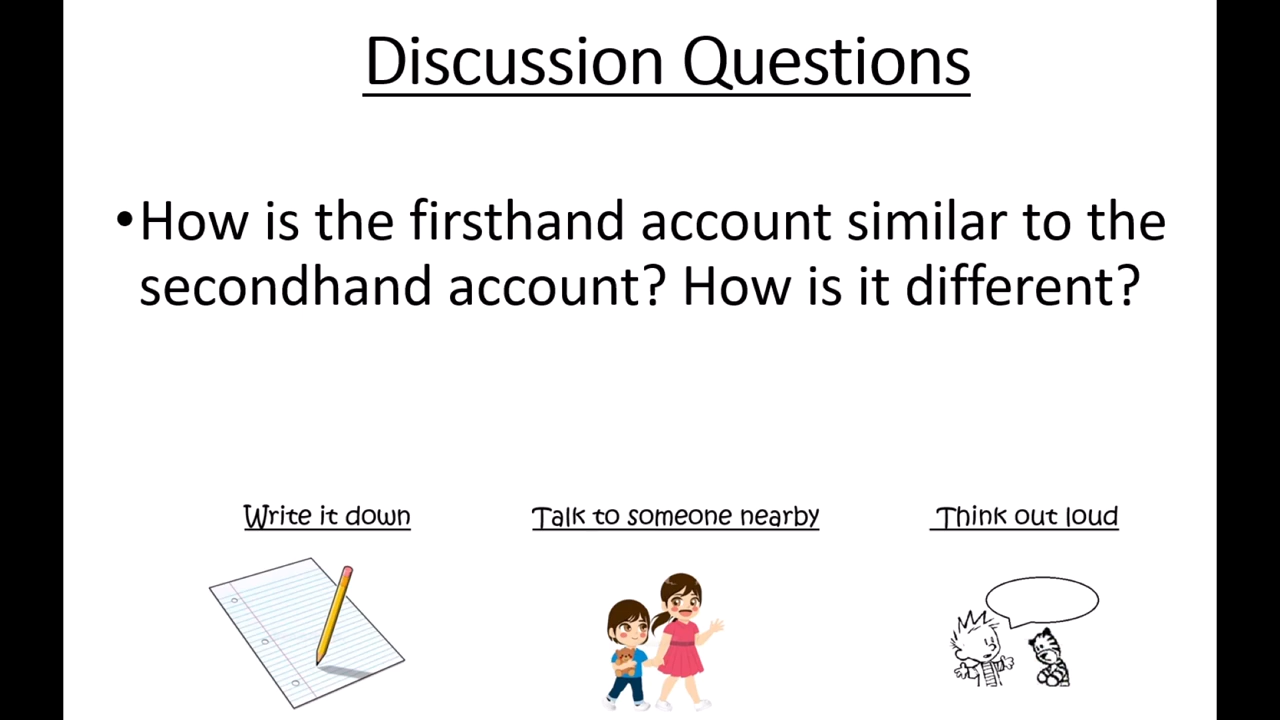 Discussion Questions
•How is the firsthand account similar to the
secondhand account? How is it different?
Write it down
Talk to someone nearby
Think out loud